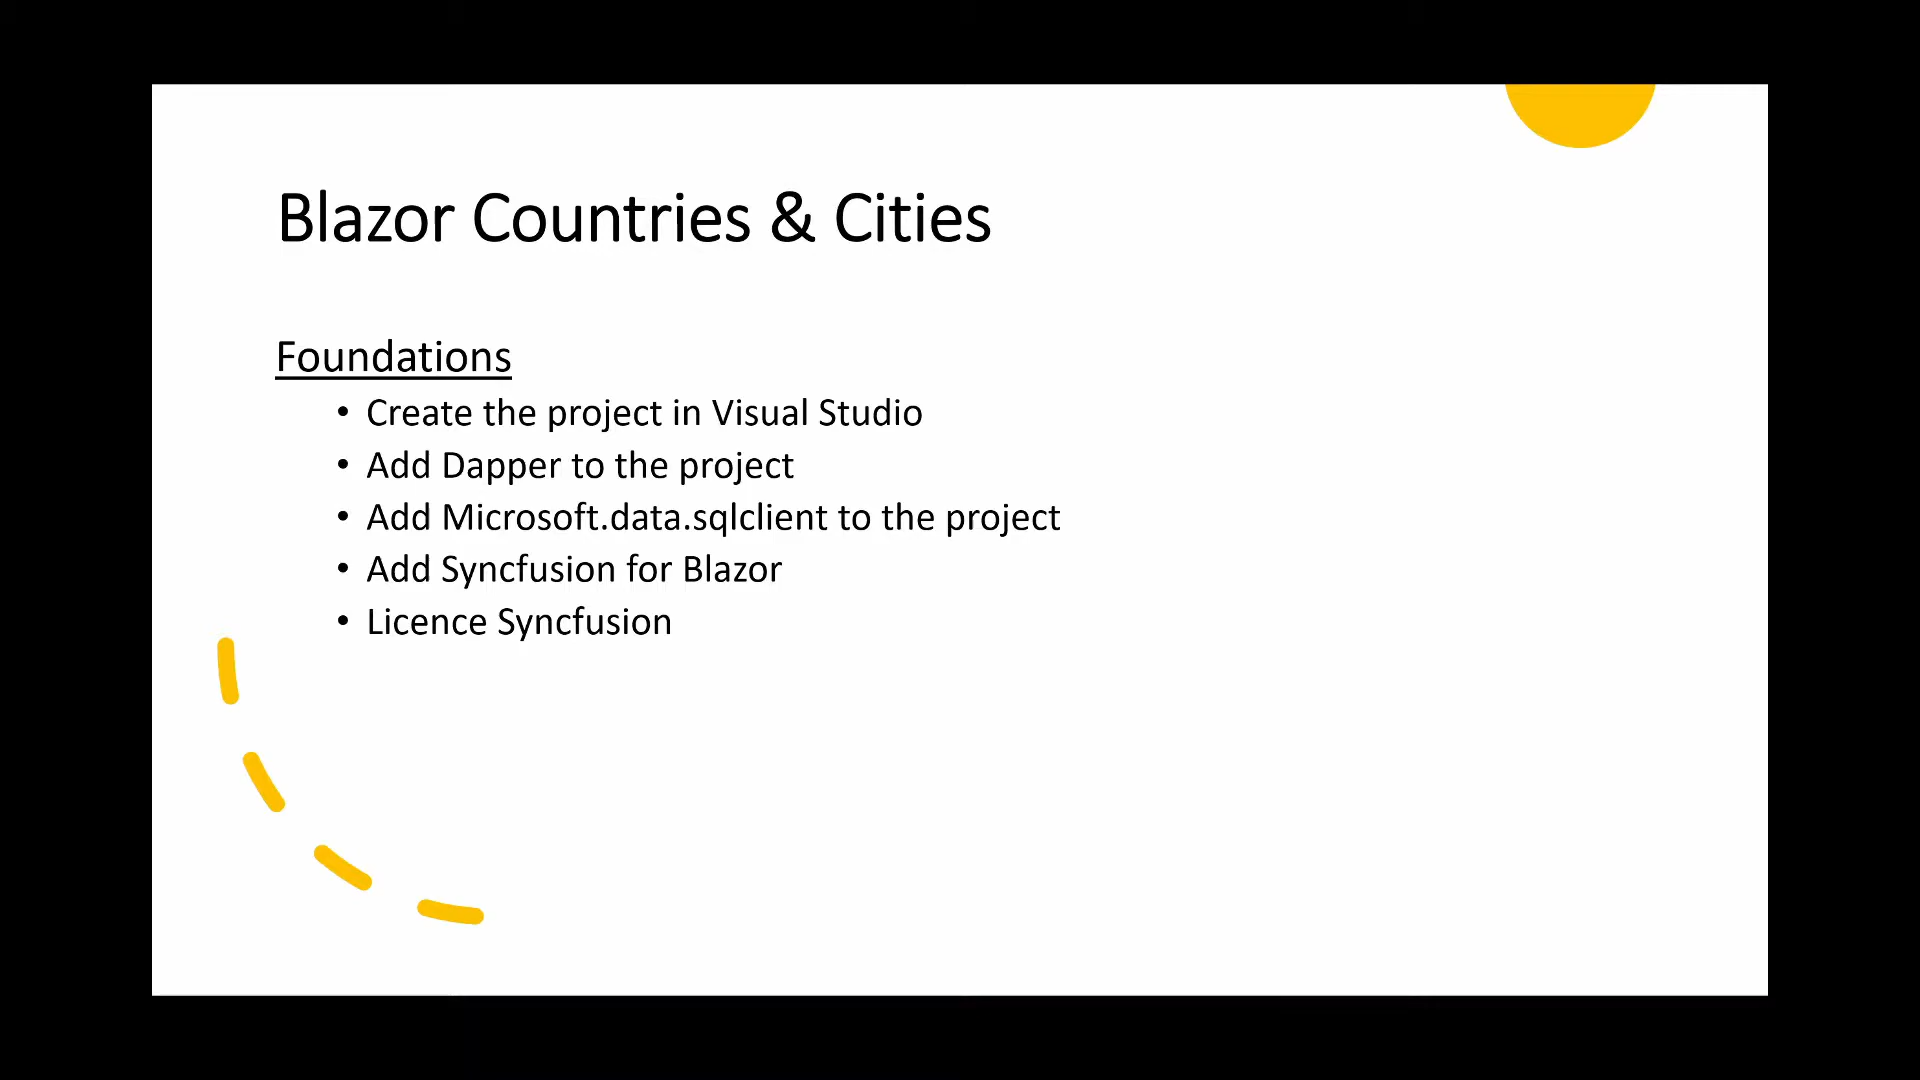 Blazor Countries & Cities
Foundations
• Create the project in Visual Studio
• Add Dapper to the project
• Add Microsoft.data.sqlclient to the project
• Add Syncfusion for Blazor
• Licence Syncfusion